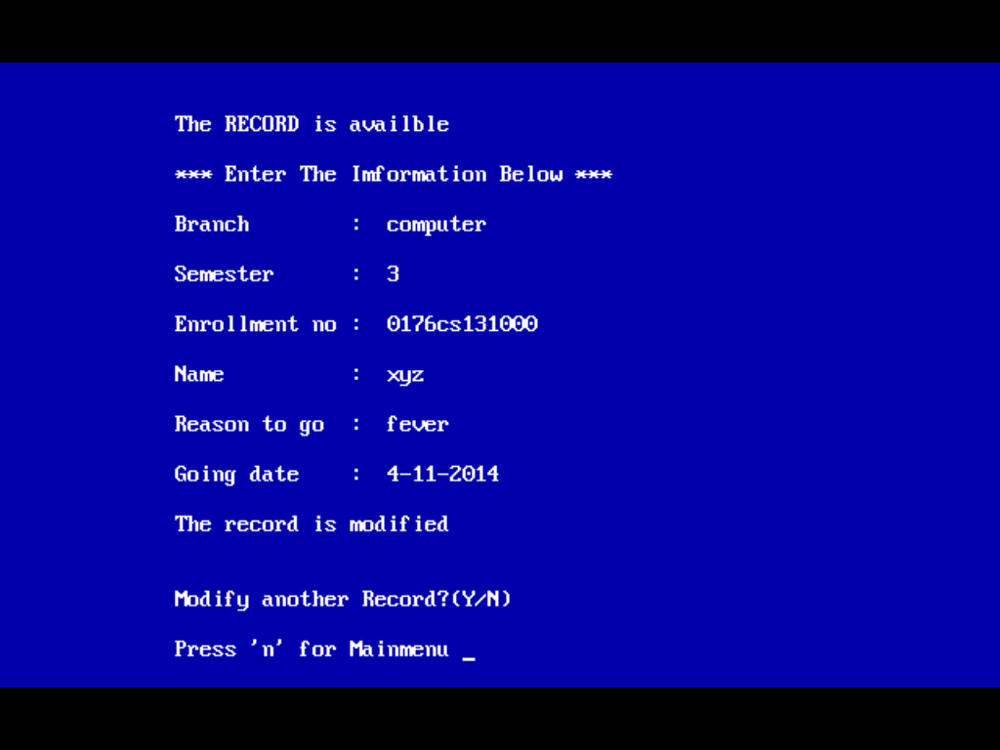 The RECORD is availble
*** Enter The Imformation Below ***
Branch : computer
Semester : 3
Enrollment no : 0176cs131000
Name : xyz
Reason to go : fever
Going date : 4-11-2014
The record is modified
Modify another Record?(Y/N)
Press 'n' for Mainmenu _